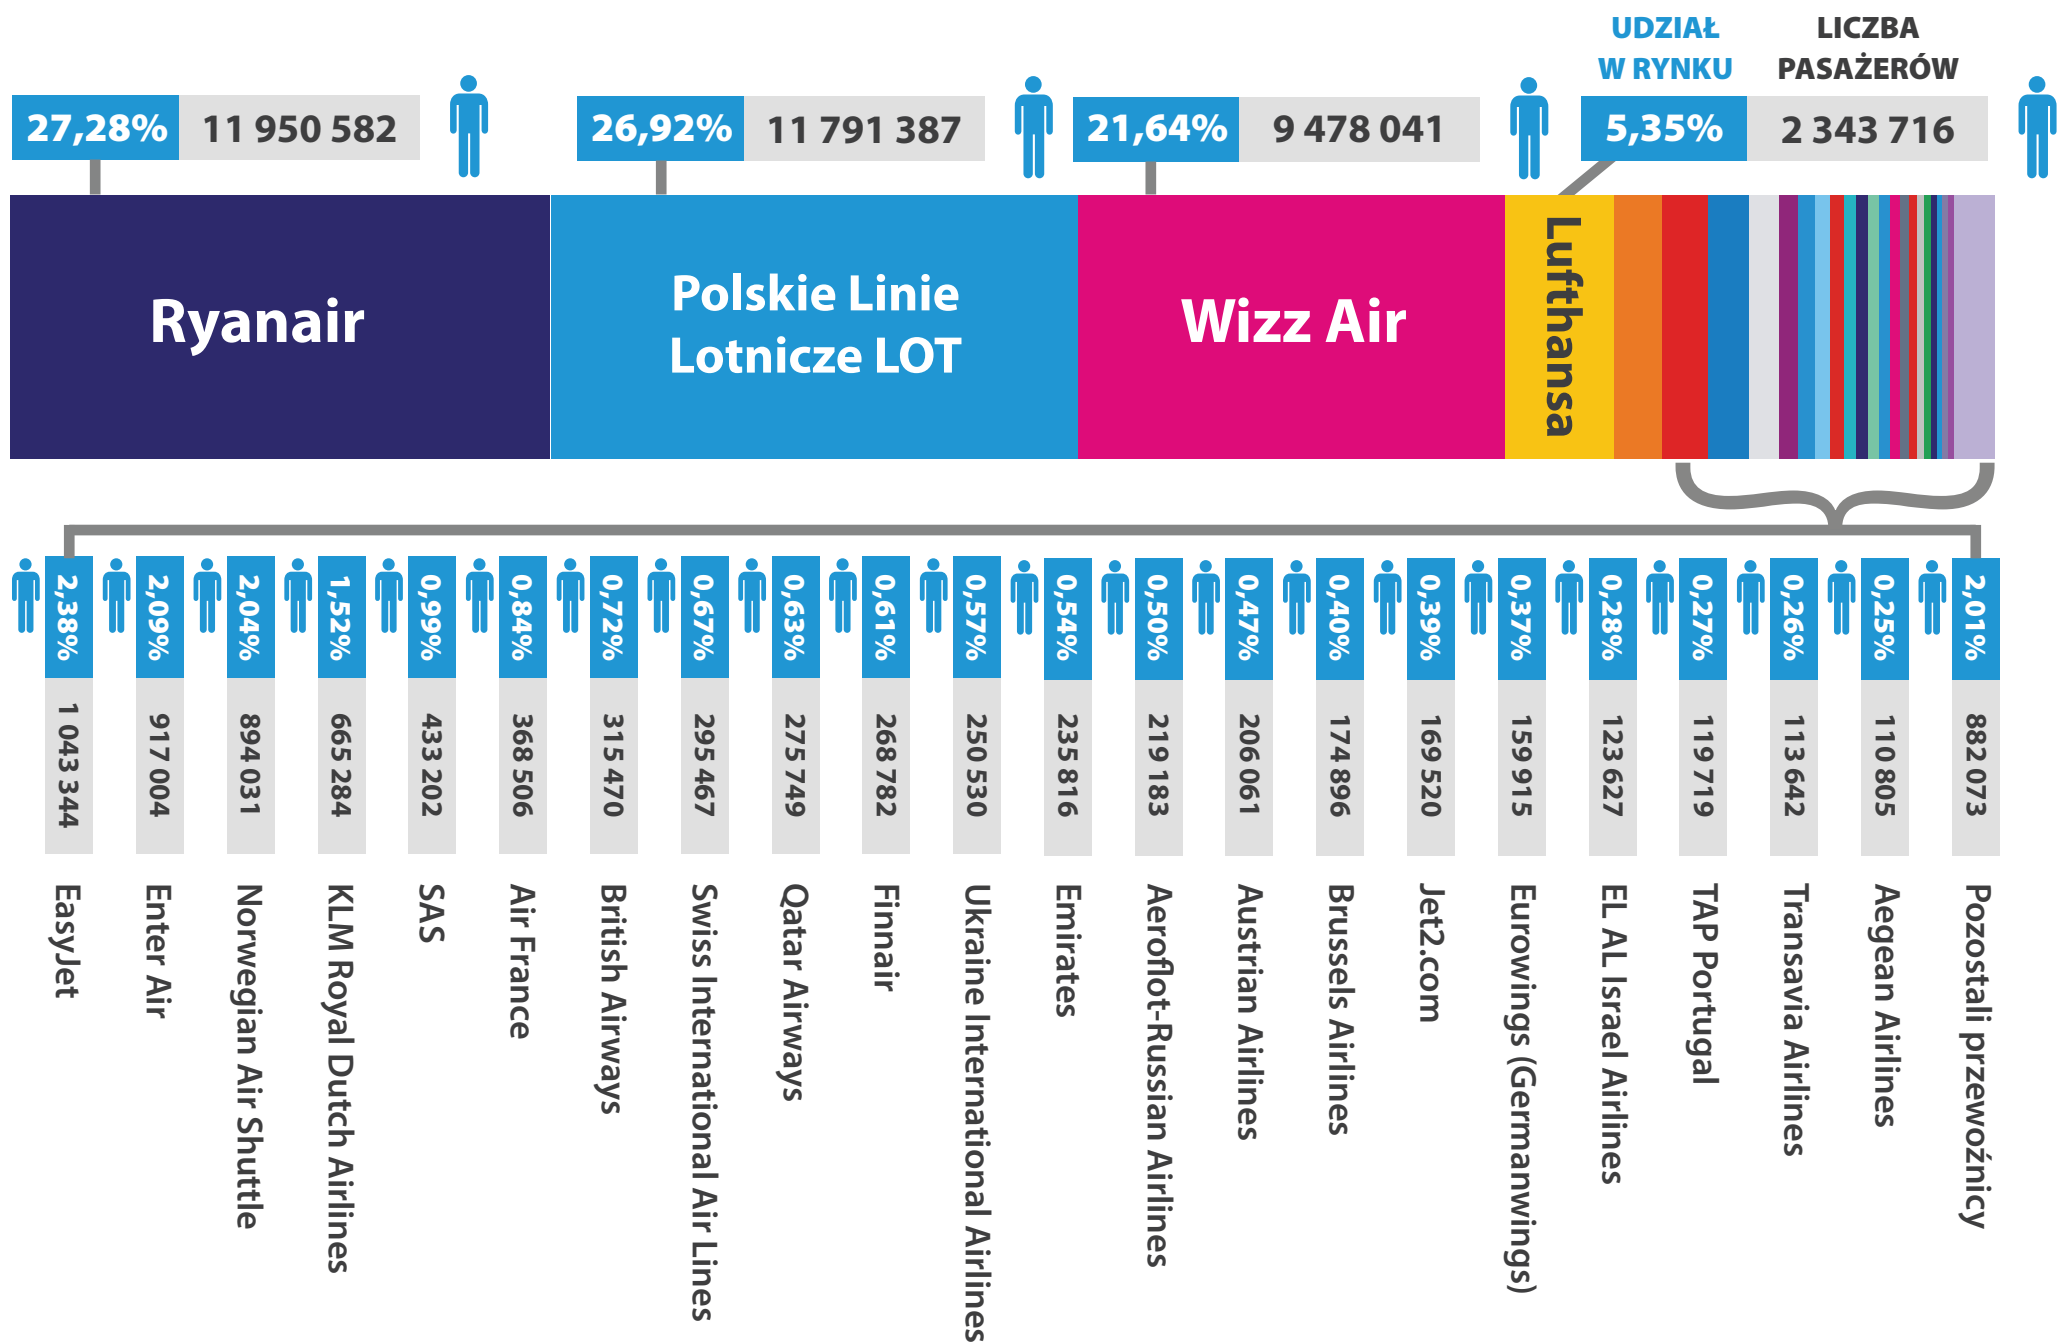 UDZIAŁ
W RYNKU
LICZBA
PASAŻERÓW
27,28%
11 950 582
26,92%
11 791 387
21,64%
9 478 041
5,35%
2 343 716
Ryanair
Polskie Linie
Lotnicze LOT
Wizz Air
Lufthansa
2,38%
1 043 344
EasyJet
2,09%
917 004
Enter Air
2,04%
894 031
Norwegian Air Shuttle
1,52%
665 284
KLM Royal Dutch Airlines
0,99%
433 202
SAS
0,84%
368 506
Air France
0,72%
315 470
British Airways
0,67%
295 467
Swiss International Air Lines
0,63%
275 749
Qatar Airways
0,61%
268 782
Finnair
0,57%
250 530
Ukraine International Airlines
0,54%
235 816
Emirates
0,50%
219 183
Aeroflot-Russian Airlines
0,47%
206 061
Austrian Airlines
0,40%
174 896
Brussels Airlines
0,39%
169 520
Jet2.com
0,37%
159 915
Eurowings (Germanwings)
0,28%
123 627
EL AL Israel Airlines
0,27%
119 719
TAP Portugal
0,26%
113 642
Transavia Airlines
0,25%
110 805
Aegean Airlines
2,01%
882 073
Pozostali przewoźnicy